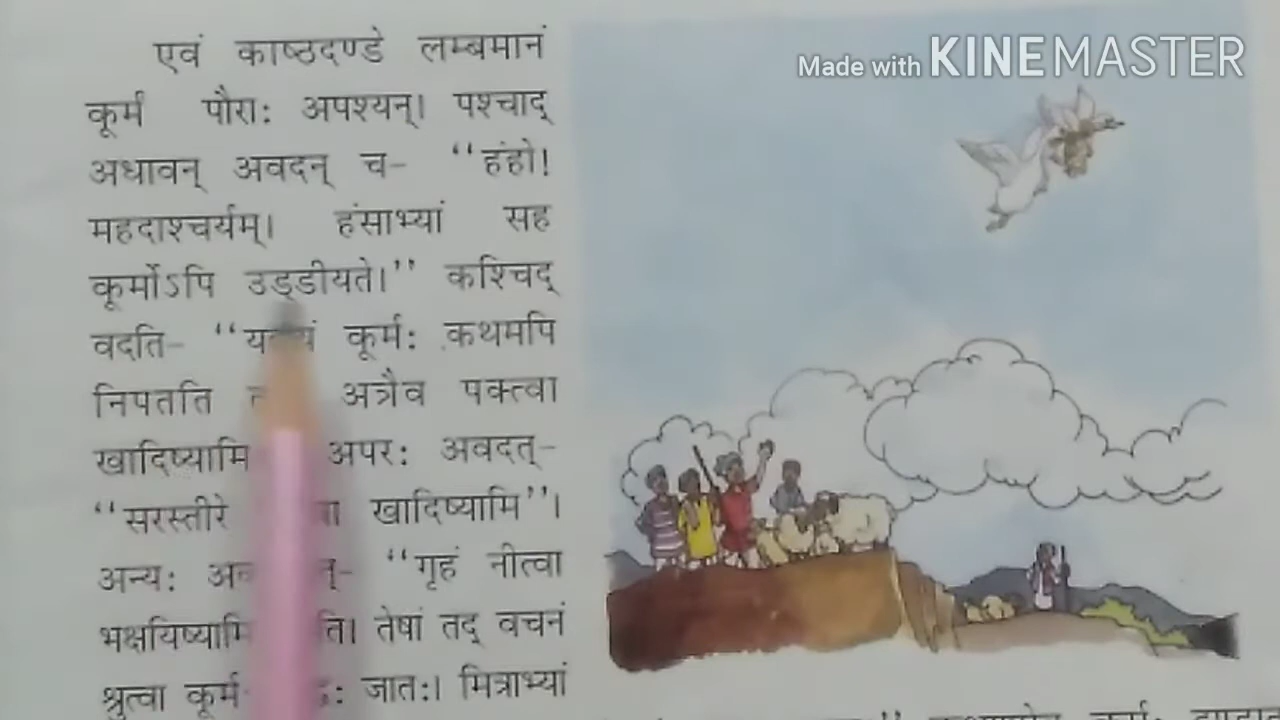 Made with KINEMASTER
एवं काष्ठदण्डे लम्बमानं
कूर्मं पौराः अपश्यन्। पश्चाद्
अधावन् अवदन् च- “हंहो!
महदाश्चर्यम्। हंसाभ्यां सह
कूर्मोऽपि उड्डीयते।” कश्चिद्
वदति- “ कूर्मः कथमपि
निपतति अत्रैव पक्त्वा
खादिष्यामि अपरः अवदत्-
“सरस्तीरे खादिष्यामि”।
अन्यः “गृहं नीत्वा
भक्षयिष्यामि तेषां तद् वचनं
श्रुत्वा जातः। मित्राभ्यां